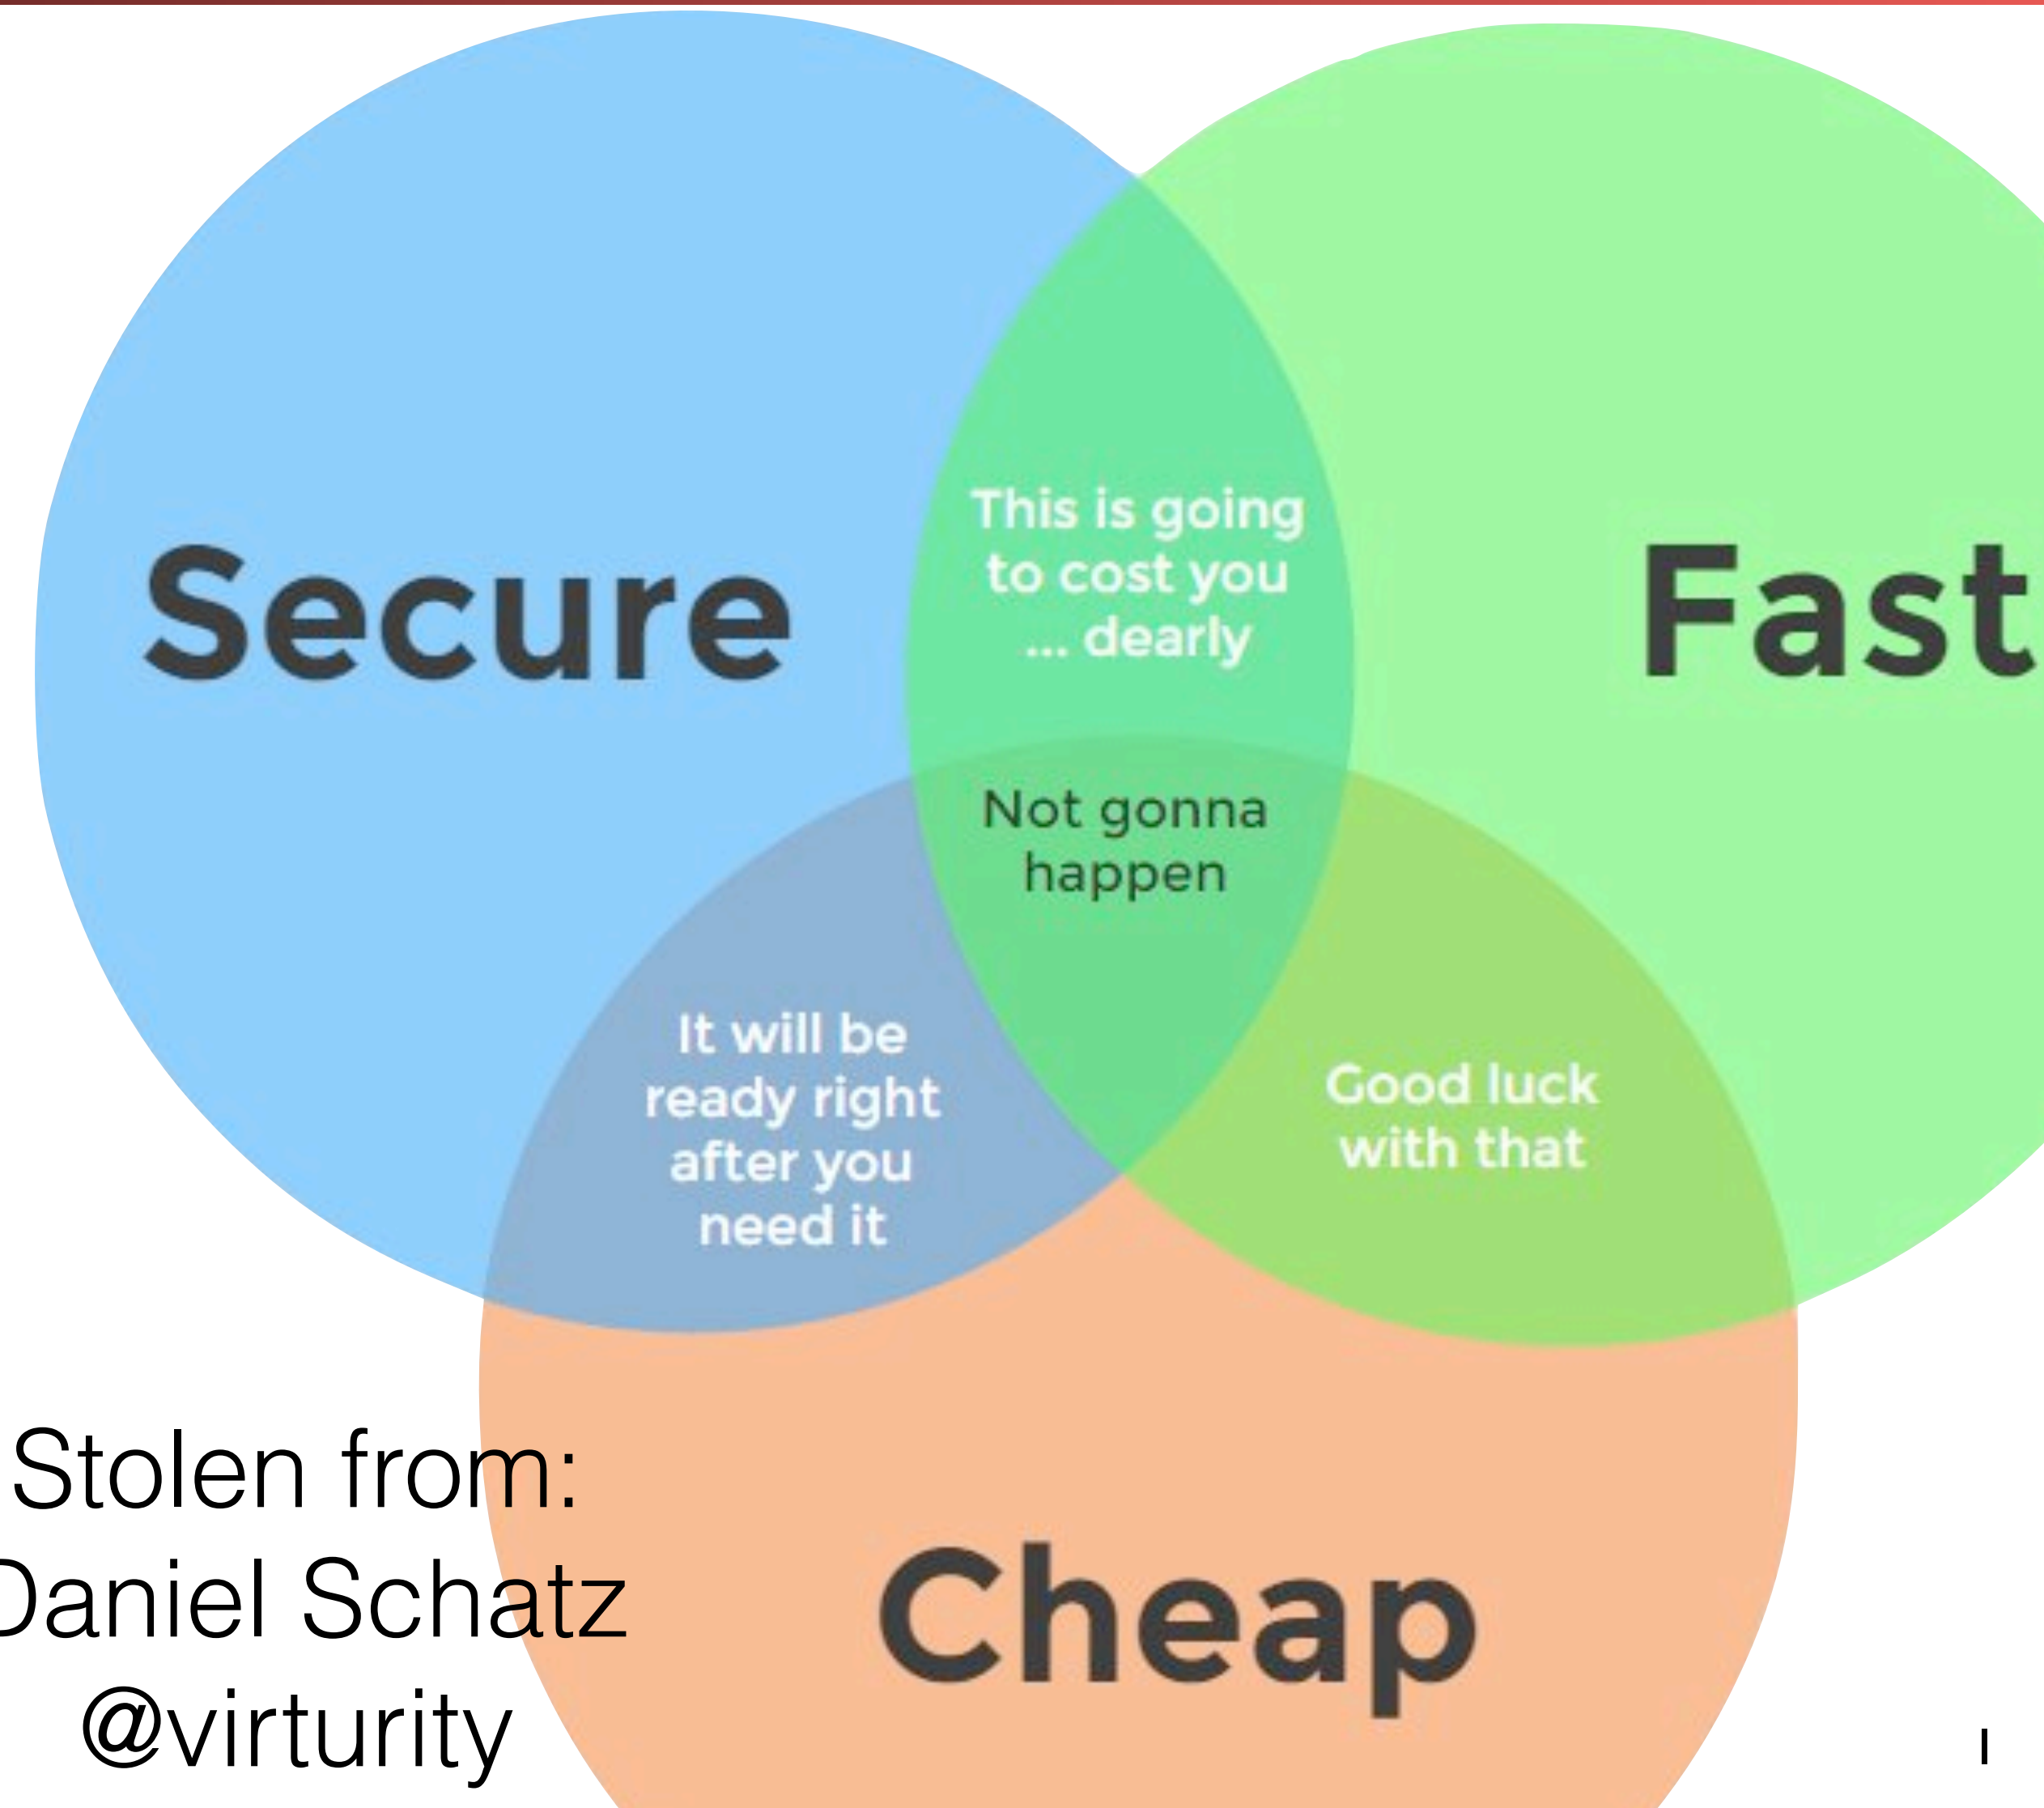 This is going
to cost you
... dearly
Secure
Fast
Not gonna
happen
It will be
ready right
after you
need it
Good luck
with that
Stolen from:
Daniel Schatz
@virturity
Cheap